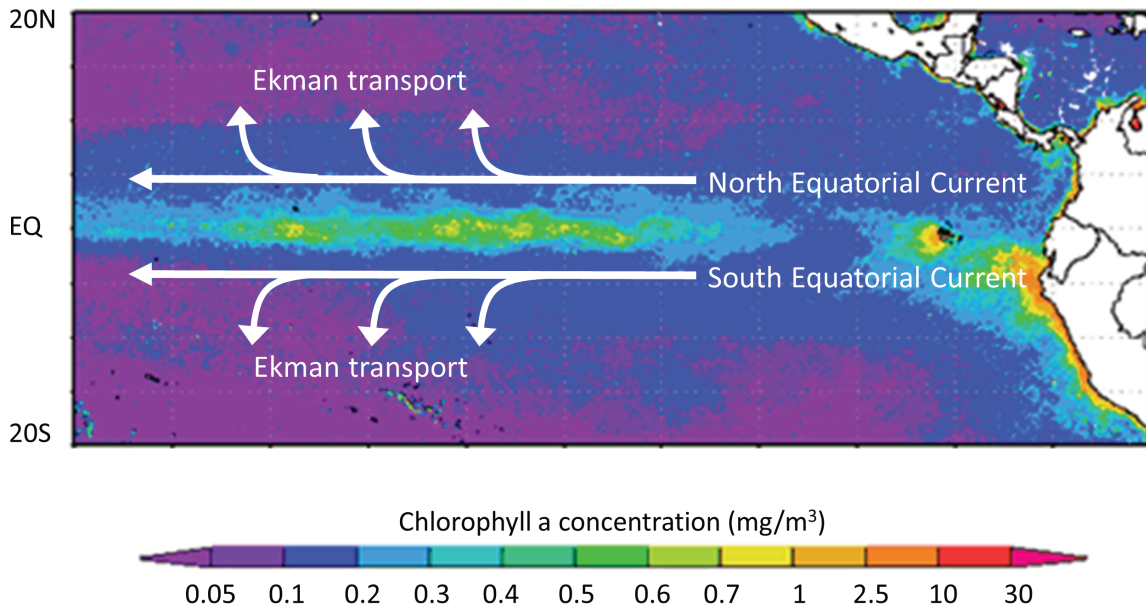 20N
Ekman transport
North Equatorial Current
EQ
South Equatorial Current
Ekman transport
20S
Chlorophyll a concentration (mg/m³)
0.05 0.1 0.2 0.3 0.4 0.5 0.6 0.7 1 2.5 10 30